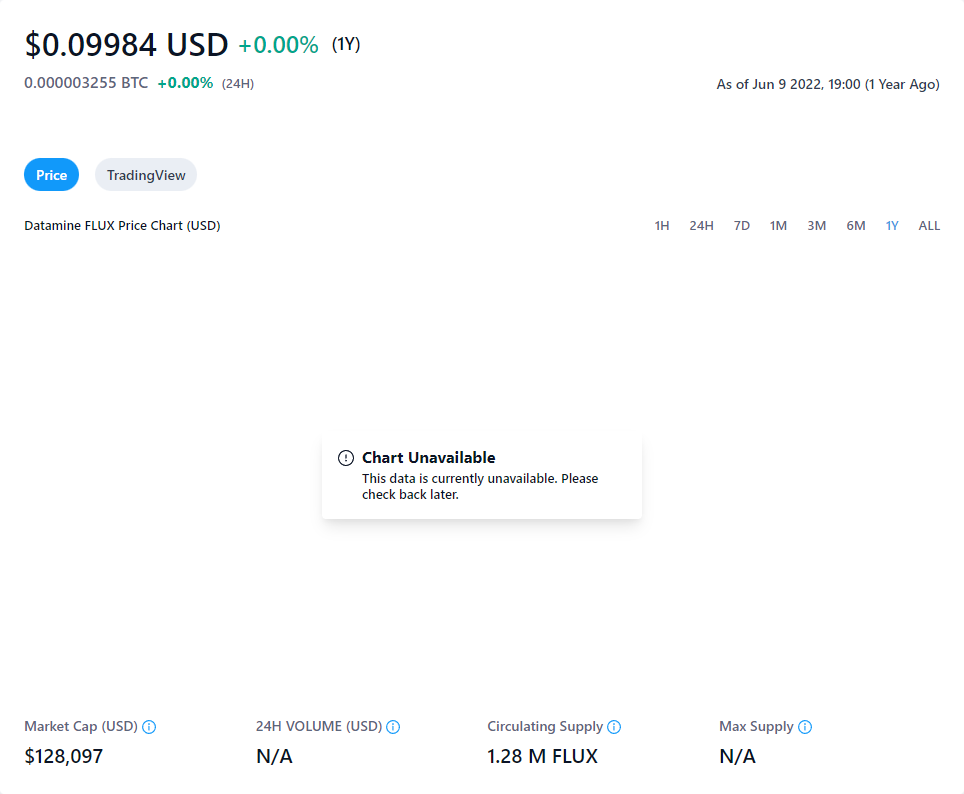 $0.09984 USD +0.00% (1Y)
0.000003255 BTC +0.00% (24H)
As of Jun 9 2022, 19:00 (1 Year Ago)
Price TradingView
Datamine FLUX Price Chart (USD)
1H 24H 7D 1M 3M 6M 1Y ALL
Chart Unavailable
This data is currently unavailable. Please
check back later.
Market Cap (USD) 24H VOLUME (USD) Circulating Supply Max Supply
$128,097 N/A 1.28 M FLUX N/A